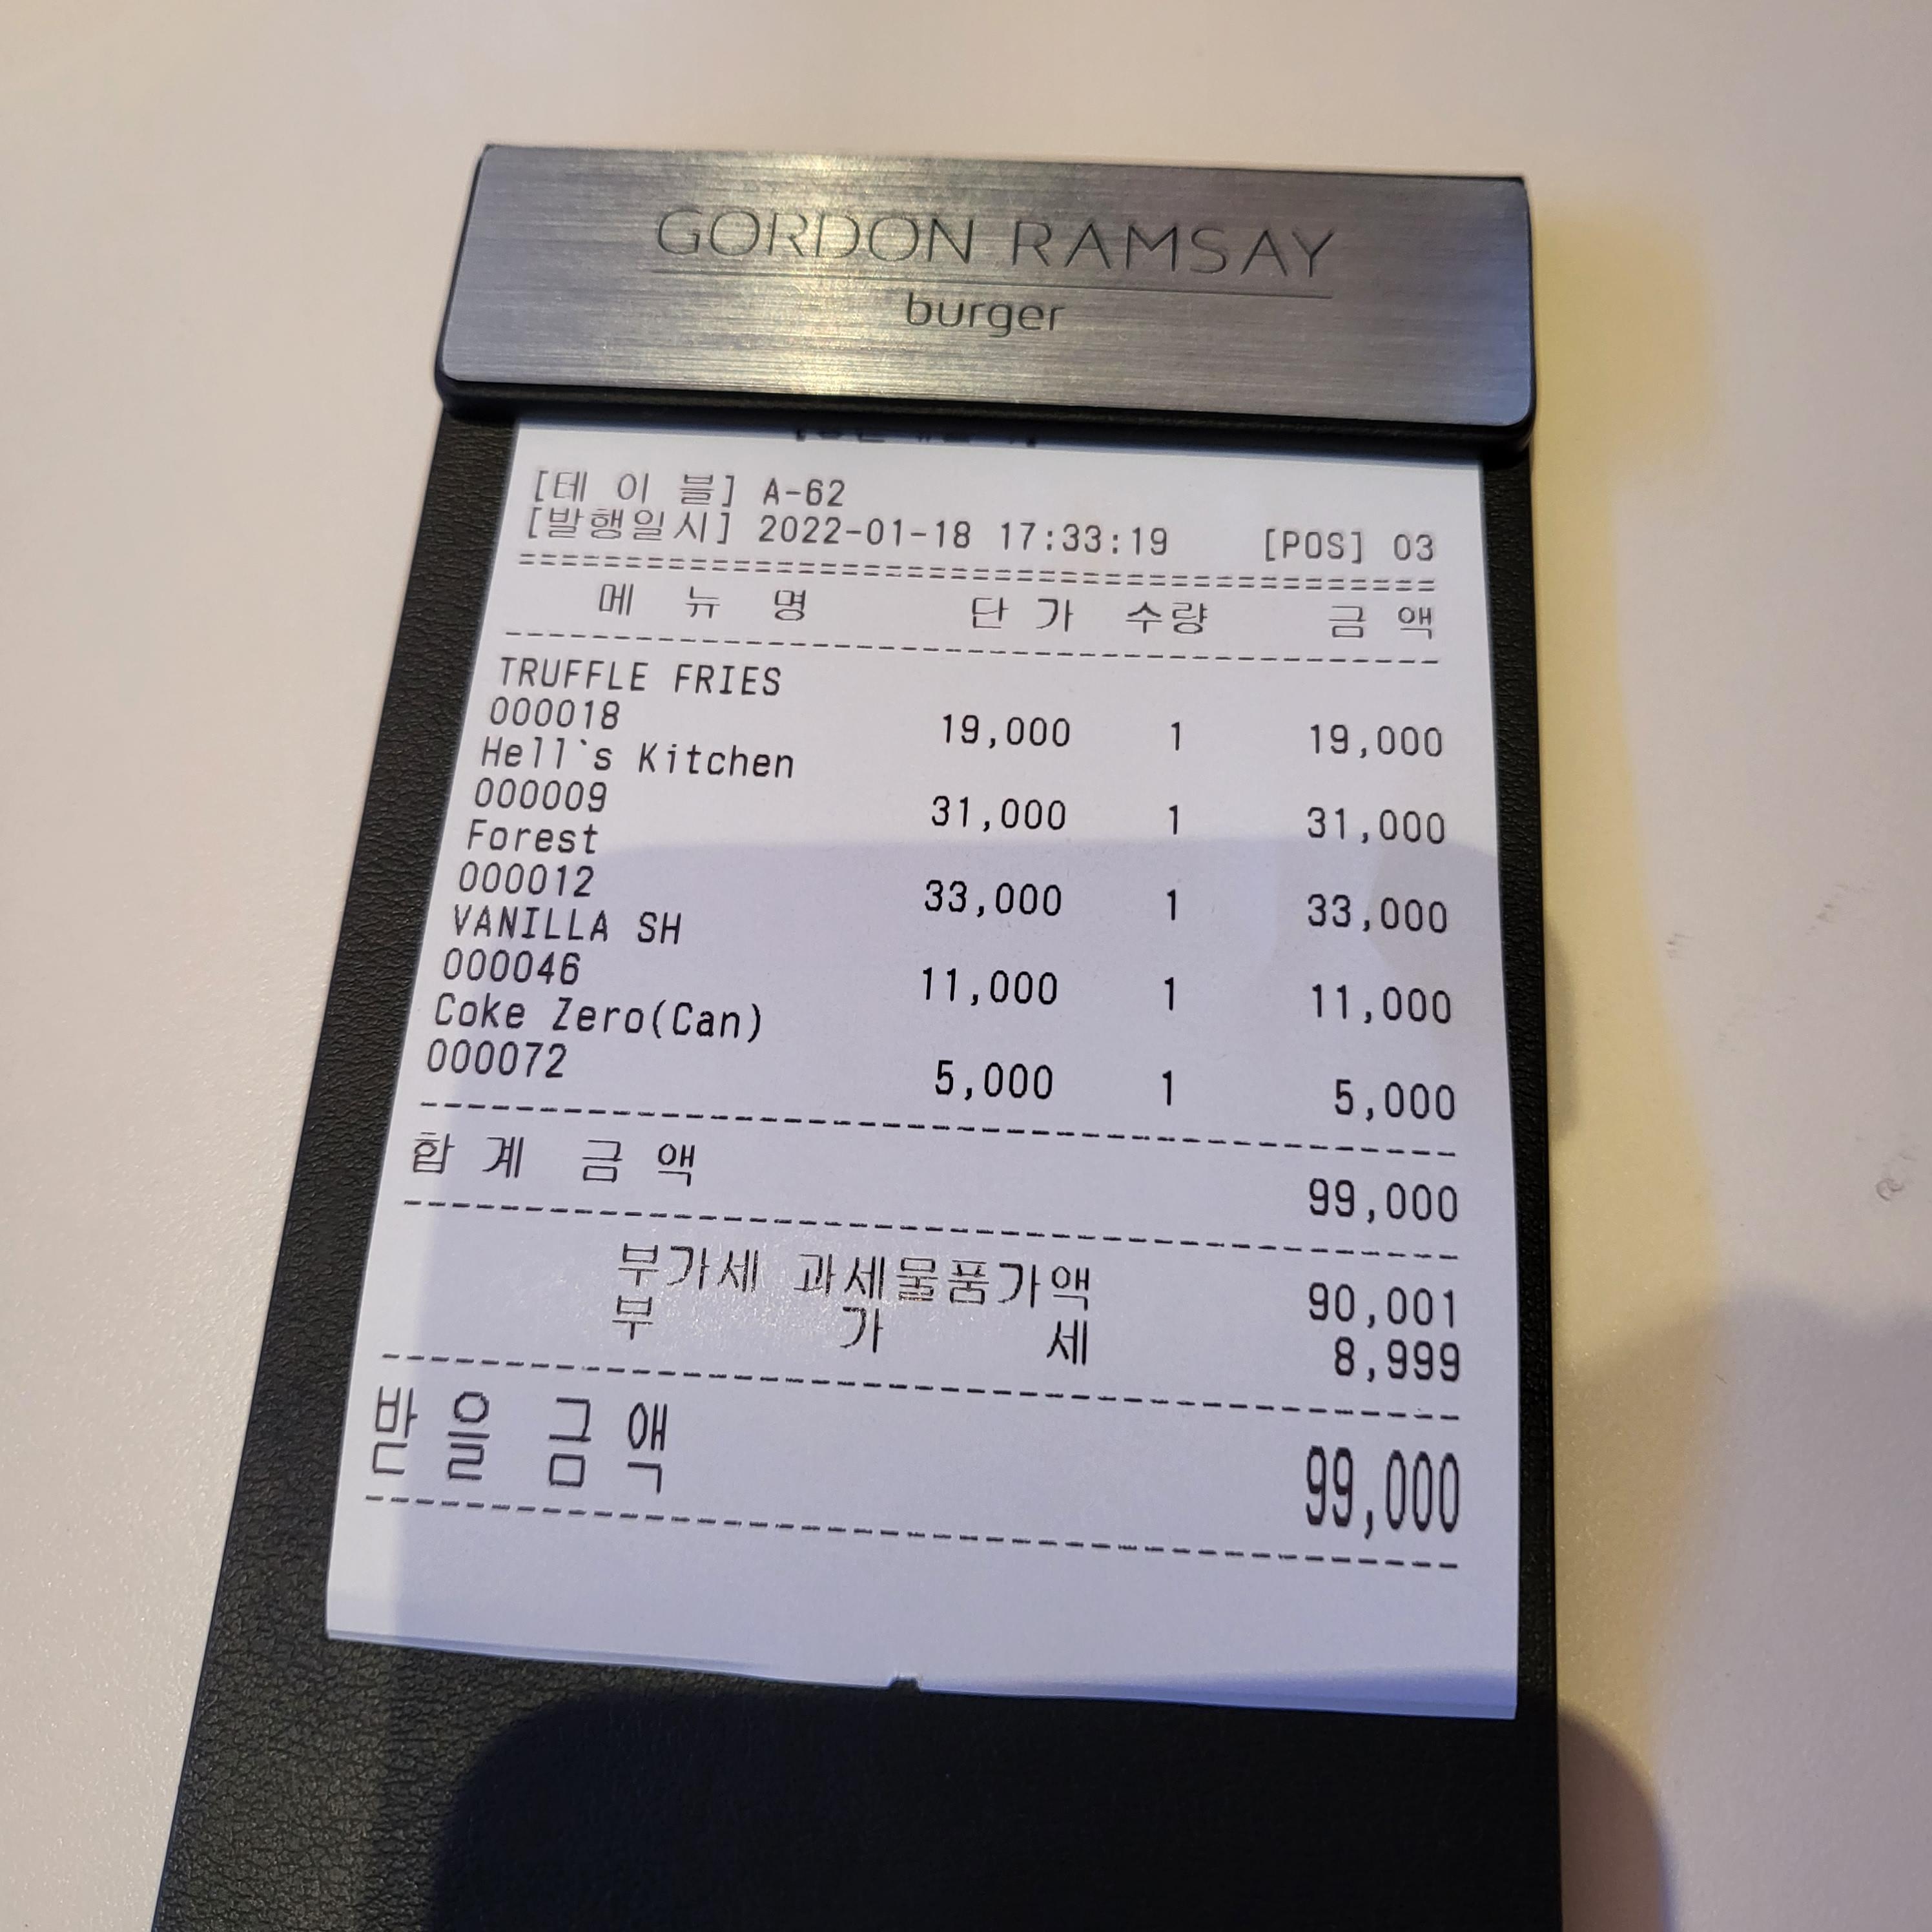 GORDON RAMSAY
burger
[테 이 블] A-62
[발행일시] 2022-01-18 17:33:19 [POS] 03
메 뉴 명 단 가 수량 금 액
TRUFFLE FRIES
000018 19,000 1 19,000
Hell`s Kitchen
000009 31,000 1 31,000
Forest
000012 33,000 1 33,000
VANILLA SH
000046 11,000 1 11,000
Coke Zero(Can)
000072 5,000 1 5,000
합 계 금 액 99,000
부가세 과세물품가액 90,001
부 가 세 8,999
받 을 금 액 99,000